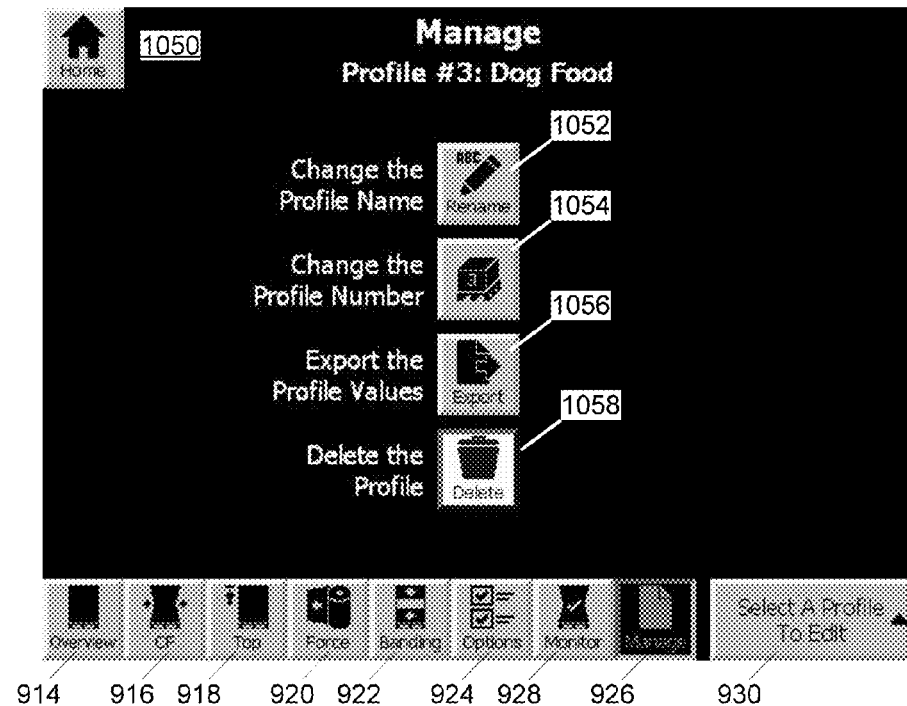 Home
1050
Manage
Profile #3: Dog Food
1052
Change the
Profile Name
Rename
1054
Change the
Profile Number
1056
Export the
Profile Values
Export
1058
Delete the
Profile
Delete
Overview
CF
Top
Force
Banding
Options
Monitor
Manage
Select A Profile
To Edit
914 916 918 920 922 924 928 926 930